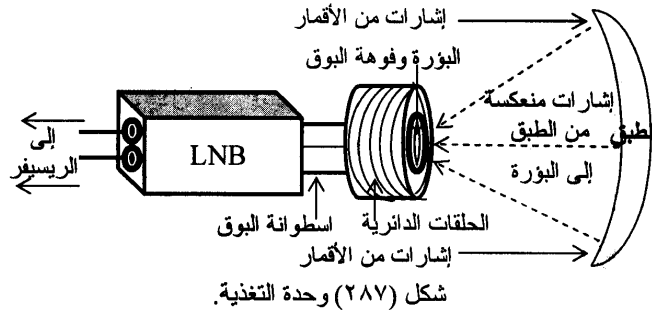 إشارات من الأقمار
البؤرة وفوهة البوق
إشارات منعكسة
من الطبق
إلى البؤرة
الطبق
إلى
الريسيفر
LNB
اسطوانة البوق
الحلقات الدائرية
إشارات من الأقمار
شكل (٢٨٧) وحدة التغذية.